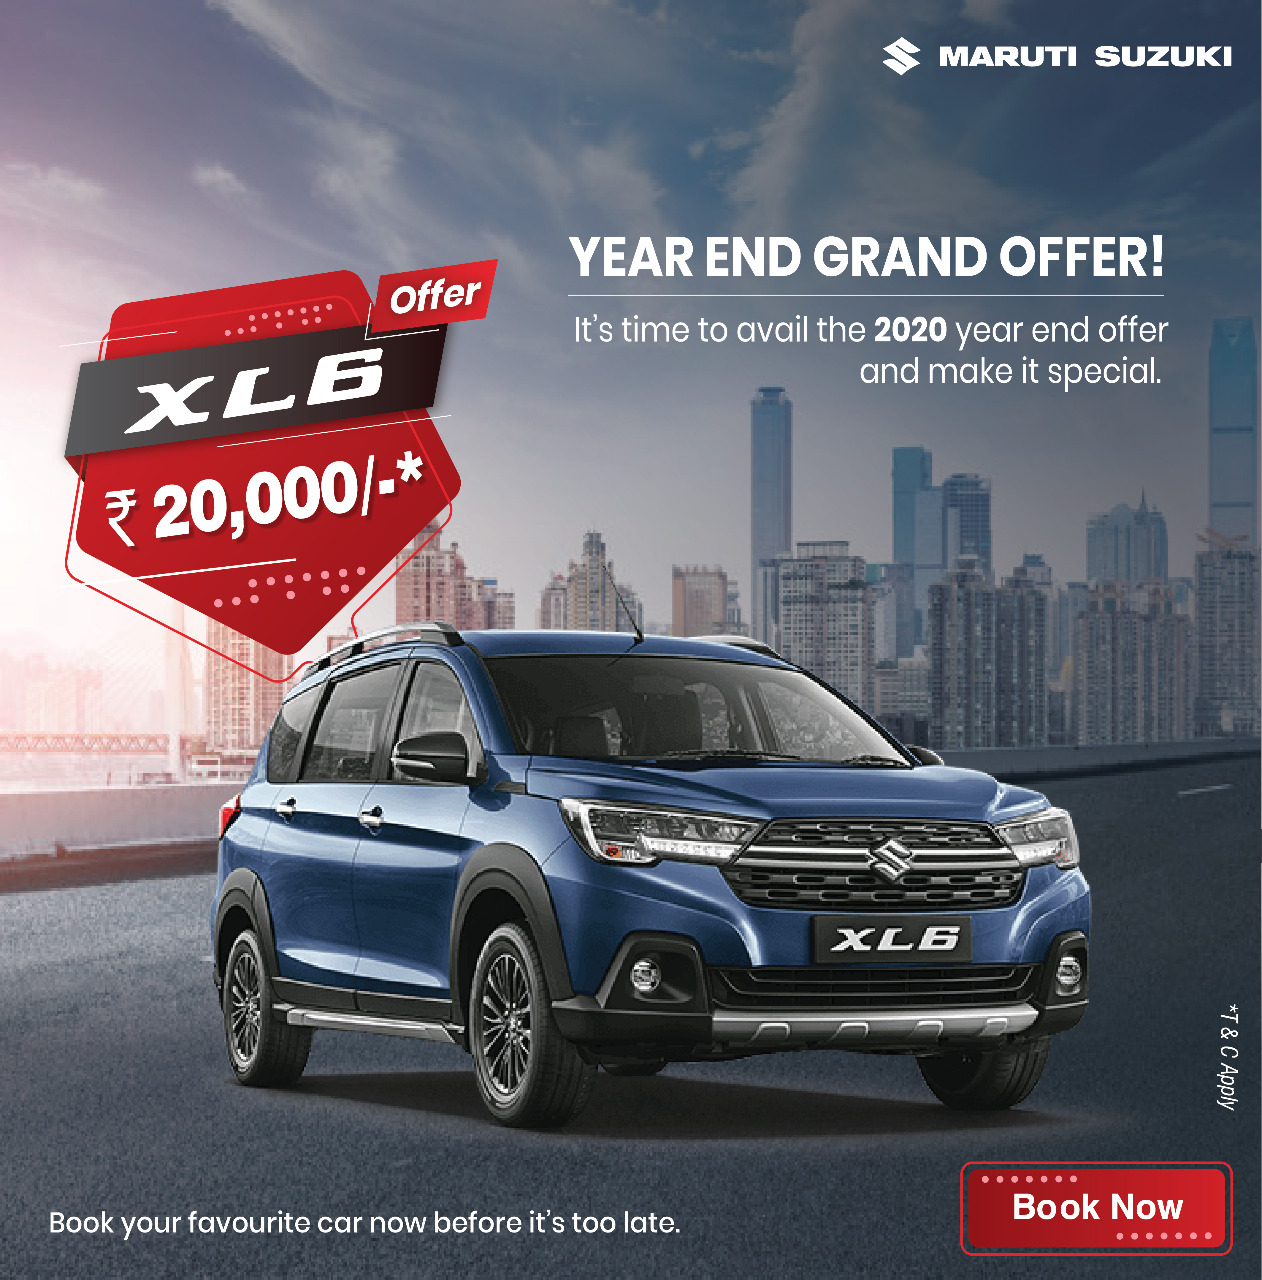 MARUTI SUZUKI
YEAR END GRAND OFFER!
It's time to avail the 2020 year end offer
and make it special.
Offer
XL6
₹ 20,000/-*
XL6
*T & C Apply
Book your favourite car now before it's too late.
Book Now